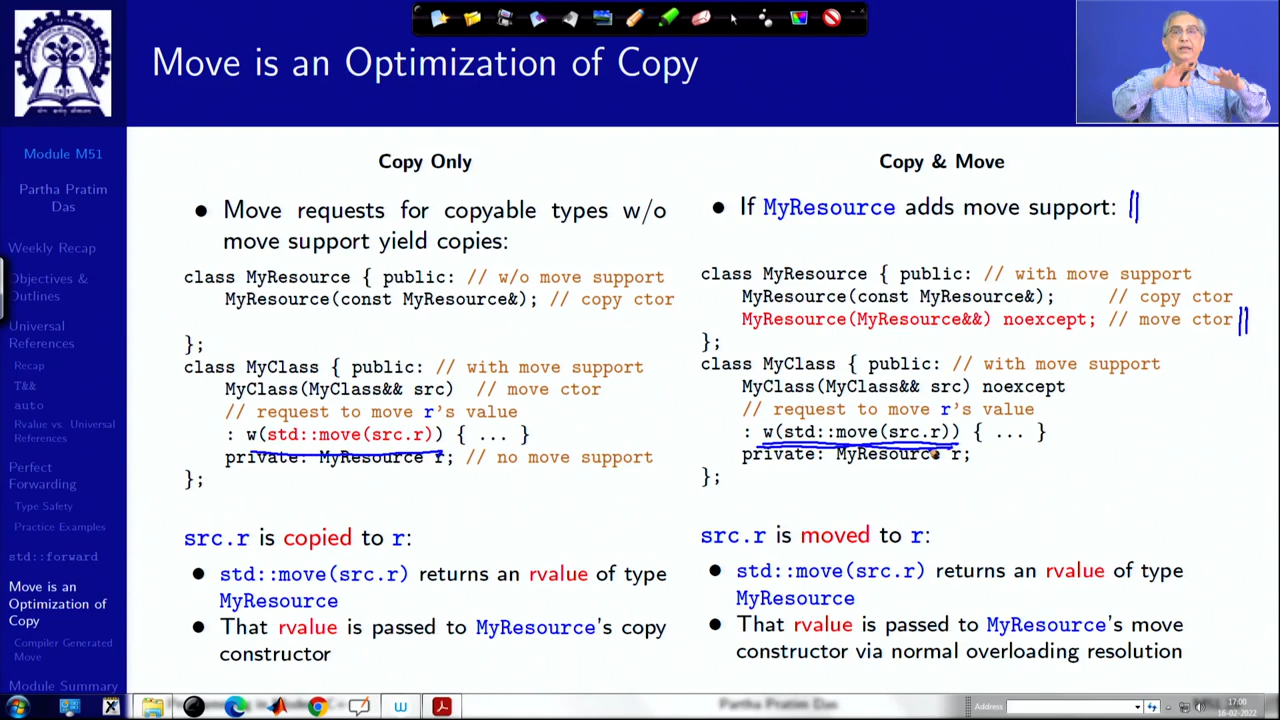 Move is an Optimization of Copy
Module M51
Partha Pratim
Das
Weekly Recap
Objectives &
Outlines
Universal
References
Recap
T&&
auto
Rvalue vs. Universal
References
Perfect
Forwarding
Type Safety
Practice Examples
std::forward
Move is an
Optimization of
Copy
Compiler Generated
Move
Module Summary
Copy Only
● Move requests for copyable types w/o
move support yield copies:
class MyResource { public: // w/o move support
MyResource(const MyResource&); // copy ctor
};
class MyClass { public: // with move support
MyClass(MyClass&& src) // move ctor
// request to move r's value
: w(std::move(src.r)) { ... }
private: MyResource r; // no move support
};
src.r is copied to r:
● std::move(src.r) returns an rvalue of type
MyResource
● That rvalue is passed to MyResource's copy
constructor
Copy & Move
● If MyResource adds move support:
class MyResource { public: // with move support
MyResource(const MyResource&); // copy ctor
MyResource(MyResource&&) noexcept; // move ctor
};
class MyClass { public: // with move support
MyClass(MyClass&& src) noexcept
// request to move r's value
: w(std::move(src.r)) { ... }
private: MyResource r;
};
src.r is moved to r:
● std::move(src.r) returns an rvalue of type
MyResource
● That rvalue is passed to MyResource's move
constructor via normal overloading resolution
Partha Pratim Das
Address
17:00
16-02-2022